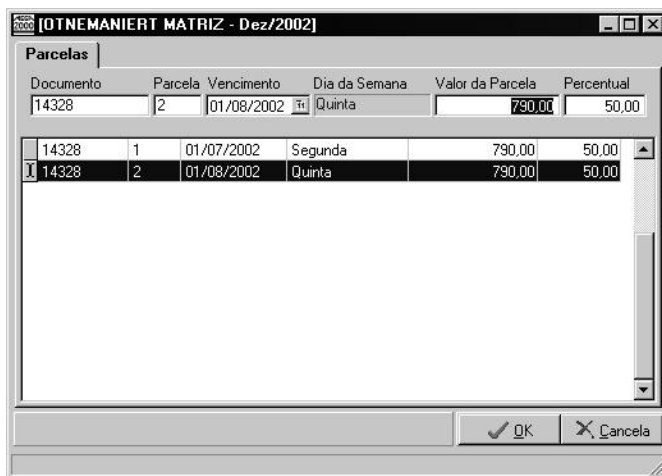 [OTNEMANIERT MATRIZ - Dez/2002]
Parcelas
Documento Parcela Vencimento Dia da Semana Valor da Parcela Percentual
14328 2 01/08/2002 Quinta 790,00 50,00
14328 1 01/07/2002 Segunda 790,00 50,00
14328 2 01/08/2002 Quinta 790,00 50,00
OK Cancela